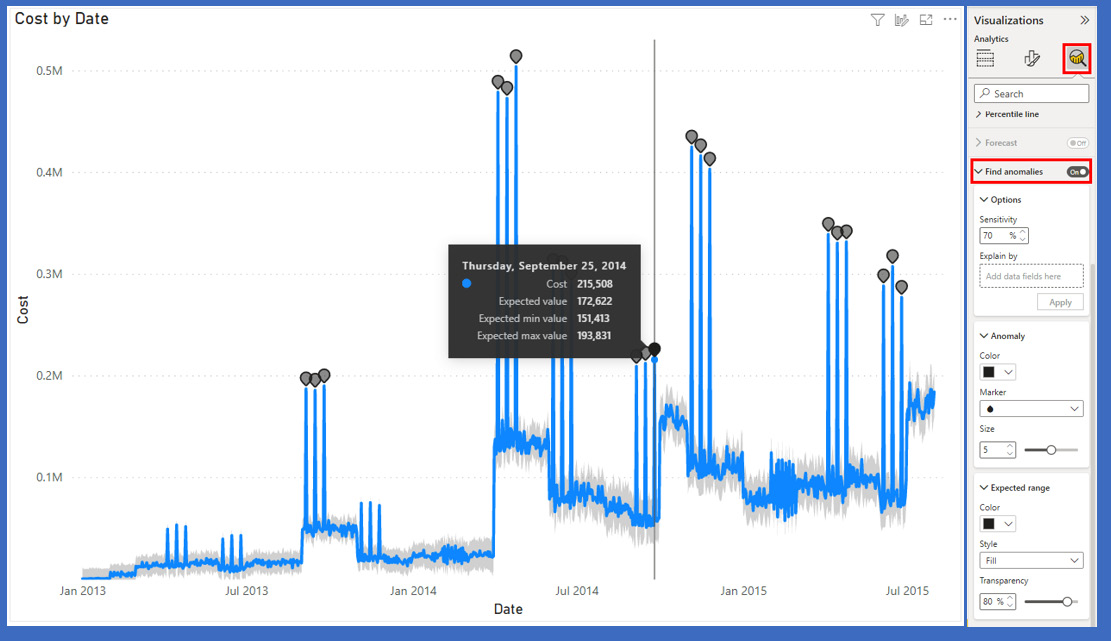 Cost by Date
0.5M
0.4M
0.3M
0.2M
0.1M
Cost
Thursday, September 25, 2014
Cost 215,508
Expected value 172,622
Expected min value 151,413
Expected max value 193,831
Jan 2013
Jul 2013
Jan 2014
Jul 2014
Jan 2015
Jul 2015
Date
Visualizations
Analytics
Search
Percentile line
Forecast
Off
Find anomalies
On
Options
Sensitivity
70 %
Explain by
Add data fields here
Apply
Anomaly
Color
Marker
Size
5
Expected range
Color
Style
Fill
Transparency
80 %